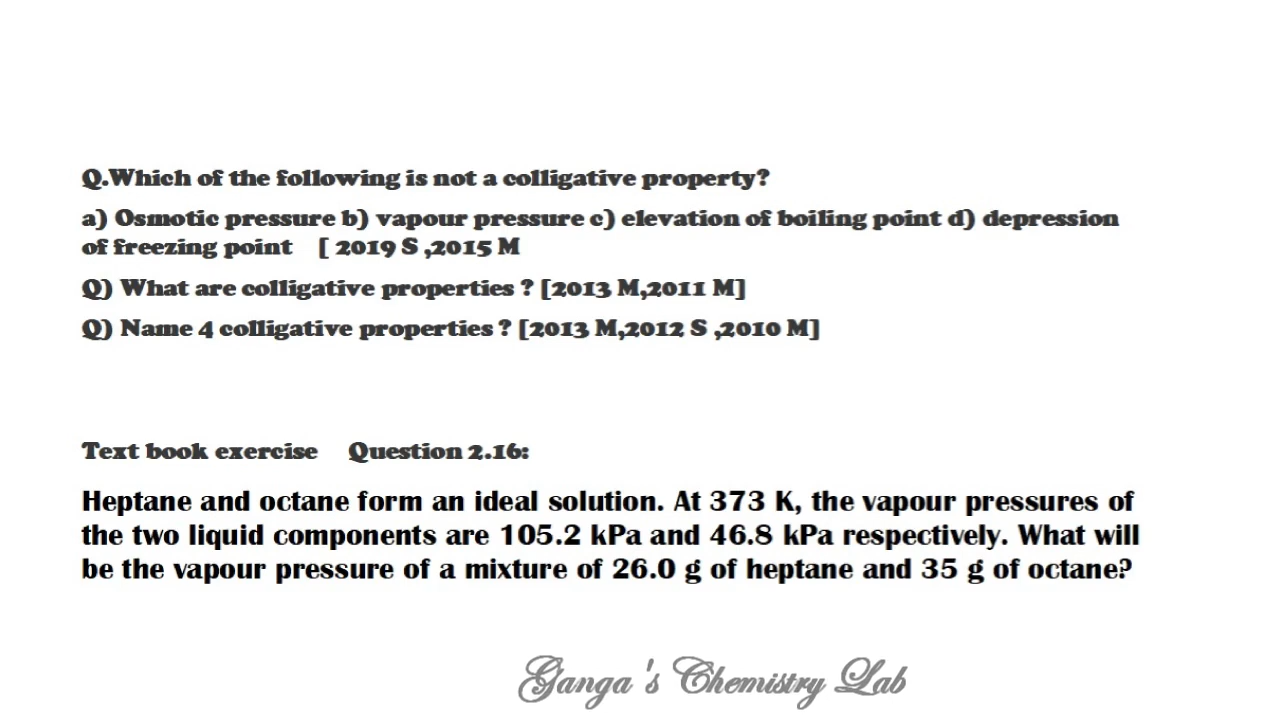 Q.Which of the following is not a colligative property?
a) Osmotic pressure b) vapour pressure c) elevation of boiling point d) depression
of freezing point [ 2019 S ,2015 M
Q) What are colligative properties ? [2013 M,2011 M]
Q) Name 4 colligative properties ? [2013 M,2012 S ,2010 M]
Text book exercise Question 2.16:
Heptane and octane form an ideal solution. At 373 K, the vapour pressures of
the two liquid components are 105.2 kPa and 46.8 kPa respectively. What will
be the vapour pressure of a mixture of 26.0 g of heptane and 35 g of octane?
Ganga 's Chemistry Lab